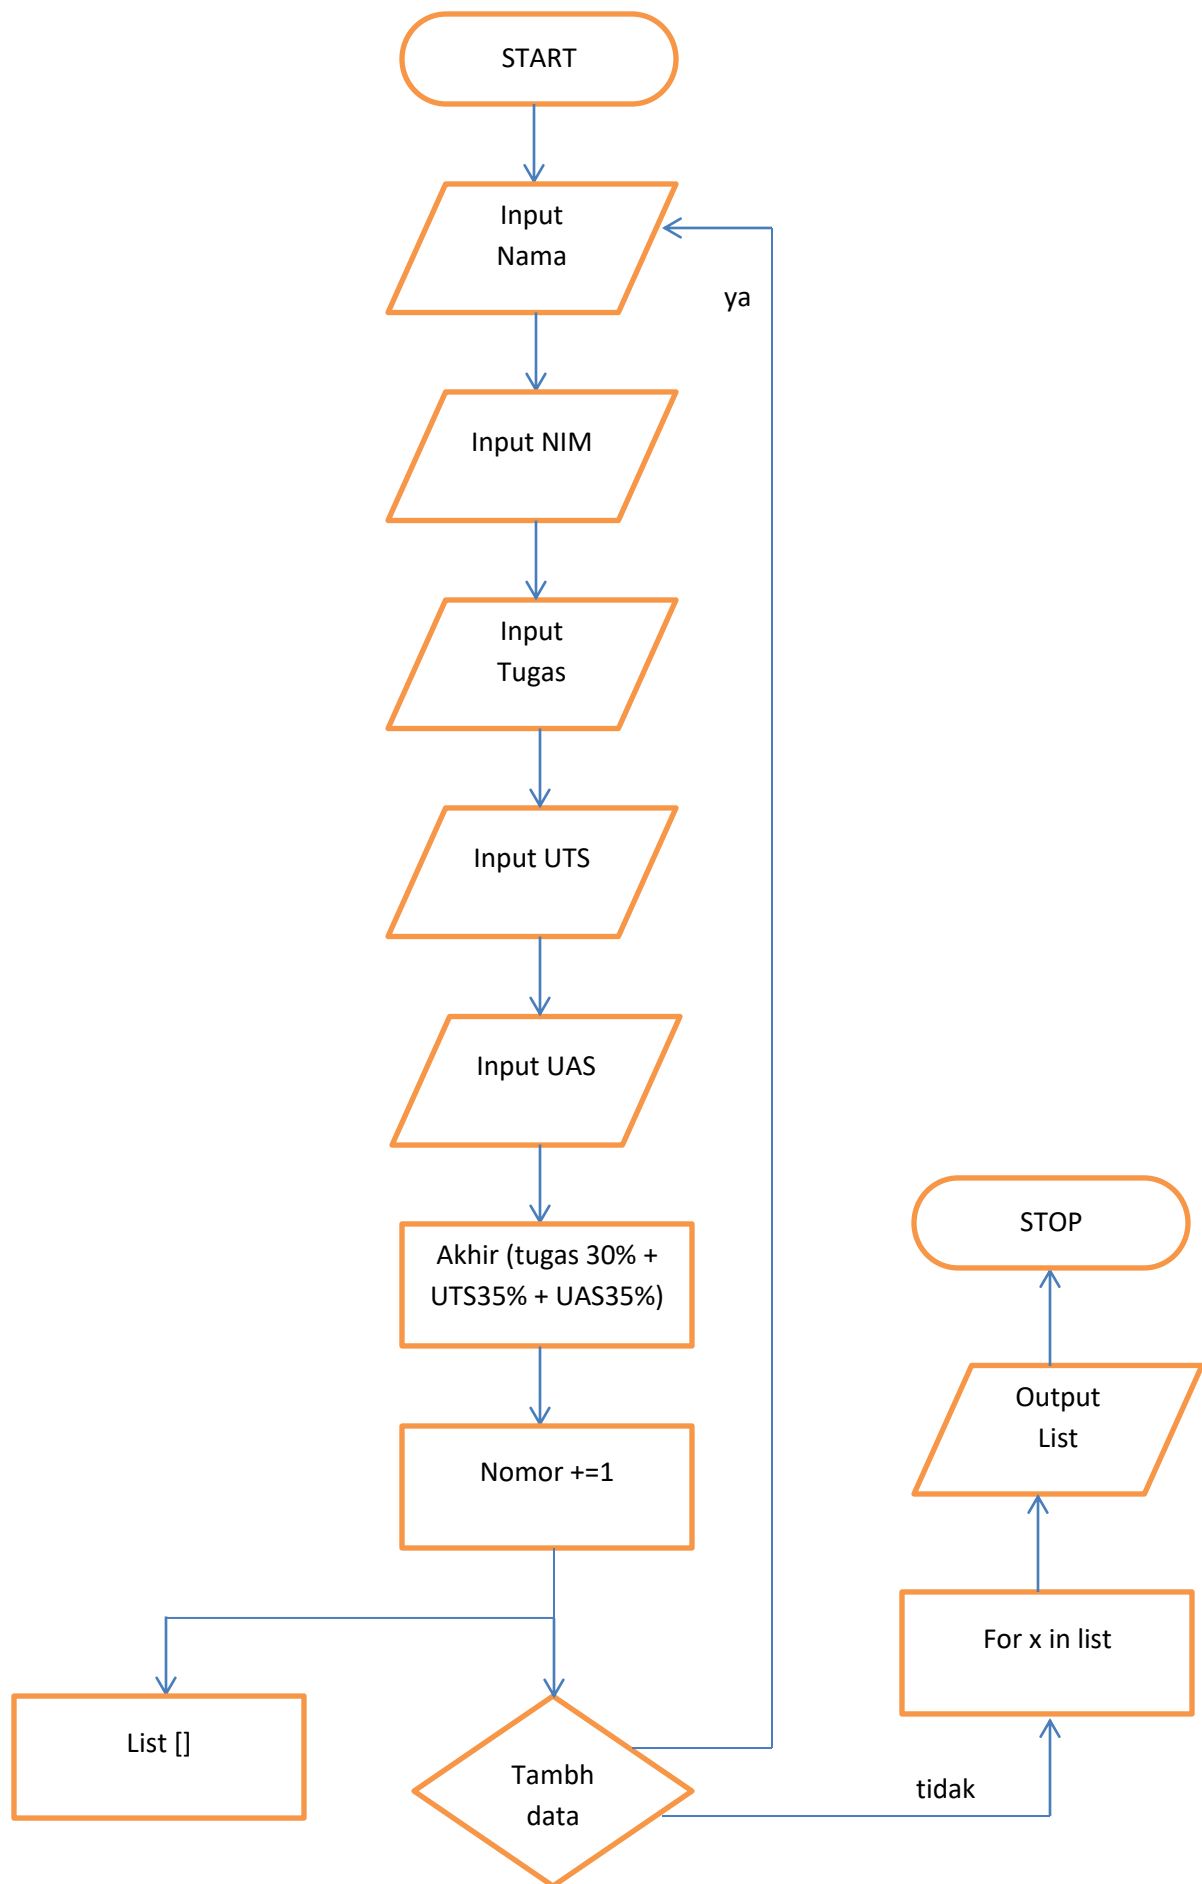 START
Input
Nama
ya
Input NIM
Input
Tugas
Input UTS
Input UAS
Akhir (tugas 30% +
UTS35% + UAS35%)
Nomor +=1
List []
Tambh
data
tidak
For x in list
Output
List
STOP